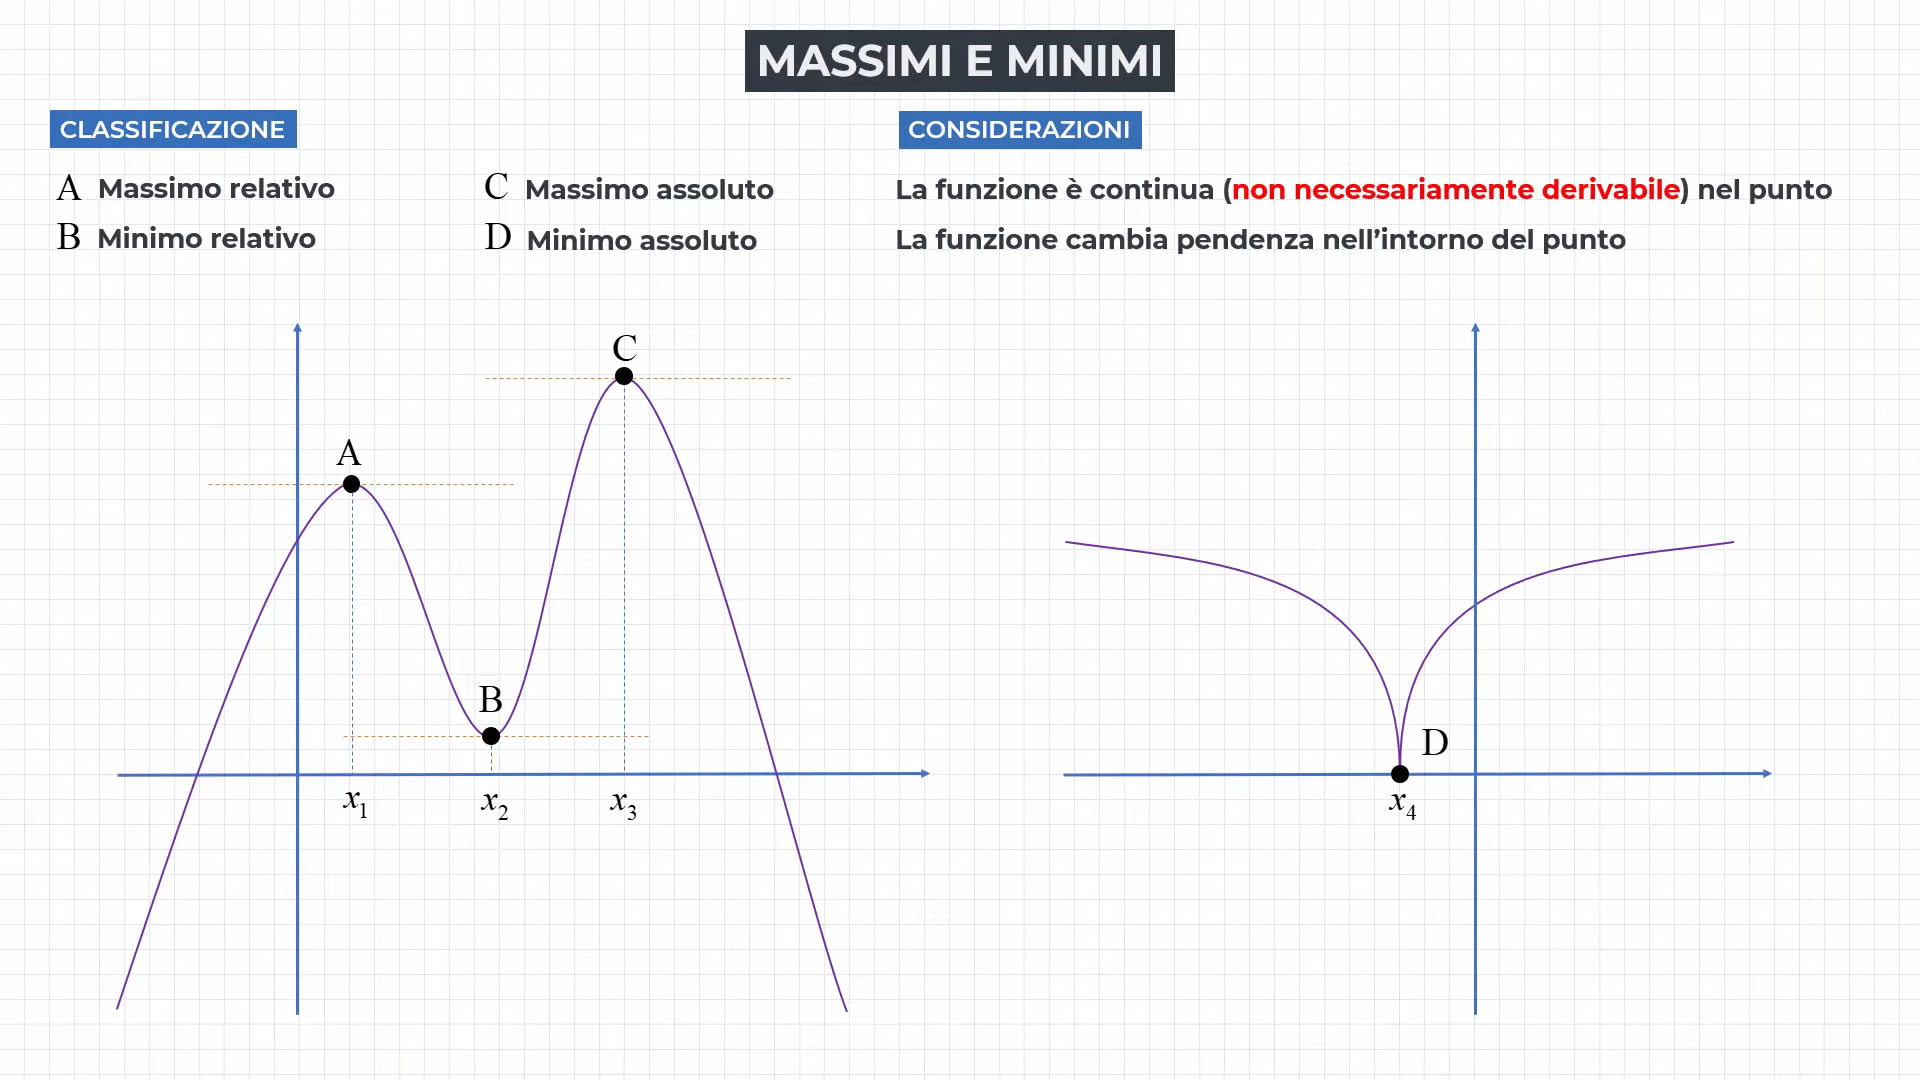 MASSIMI E MINIMI
CLASSIFICAZIONE
A Massimo relativo
B Minimo relativo
C Massimo assoluto
D Minimo assoluto
CONSIDERAZIONI
La funzione è continua (non necessariamente derivabile) nel punto
La funzione cambia pendenza nell’intorno del punto
C
A
B
x₁
x₂
x₃
D
x₄